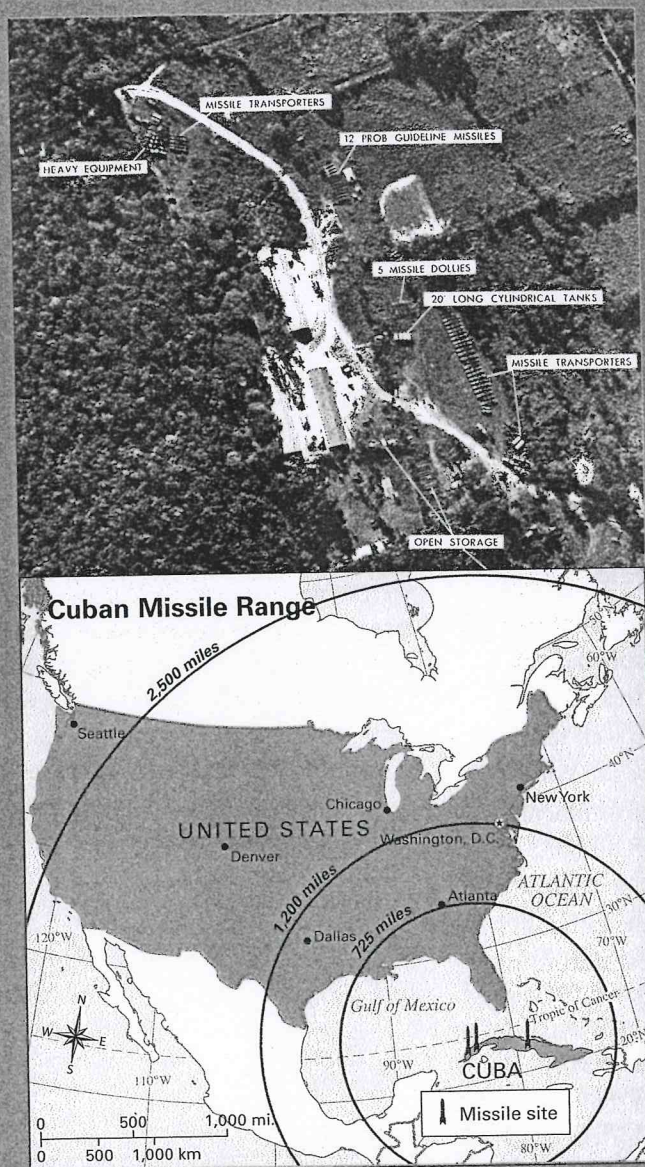 MISSILE TRANSPORTERS
12 PROB GUIDELINE MISSILES
HEAVY EQUIPMENT
5 MISSILE DOLLIES
20' LONG CYLINDRICAL TANKS
MISSILE TRANSPORTERS
OPEN STORAGE
Cuban Missile Range
2,500 miles
50°N
60°W
Seattle
40°N
Chicago
New York
UNITED STATES
Washington, D.C.
Denver
1,200 miles
ATLANTIC
OCEAN
Atlanta
30°N
120°W
Dallas
725 miles
70°W
Gulf of Mexico
Tropic of Cancer
N
W
E
S
20°N
90°W
CUBA
110°W
Missile site
0 500 1,000 mi.
0 500 1,000 km
80°W